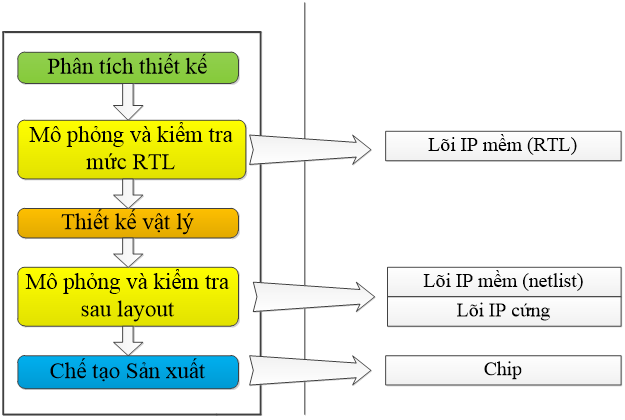 Phân tích thiết kế
Mô phỏng và kiểm tra
mức RTL
Lõi IP mềm (RTL)
Thiết kế vật lý
Mô phỏng và kiểm tra
sau layout
Lõi IP mềm (netlist)
Lõi IP cứng
Chế tạo Sản xuất
Chip